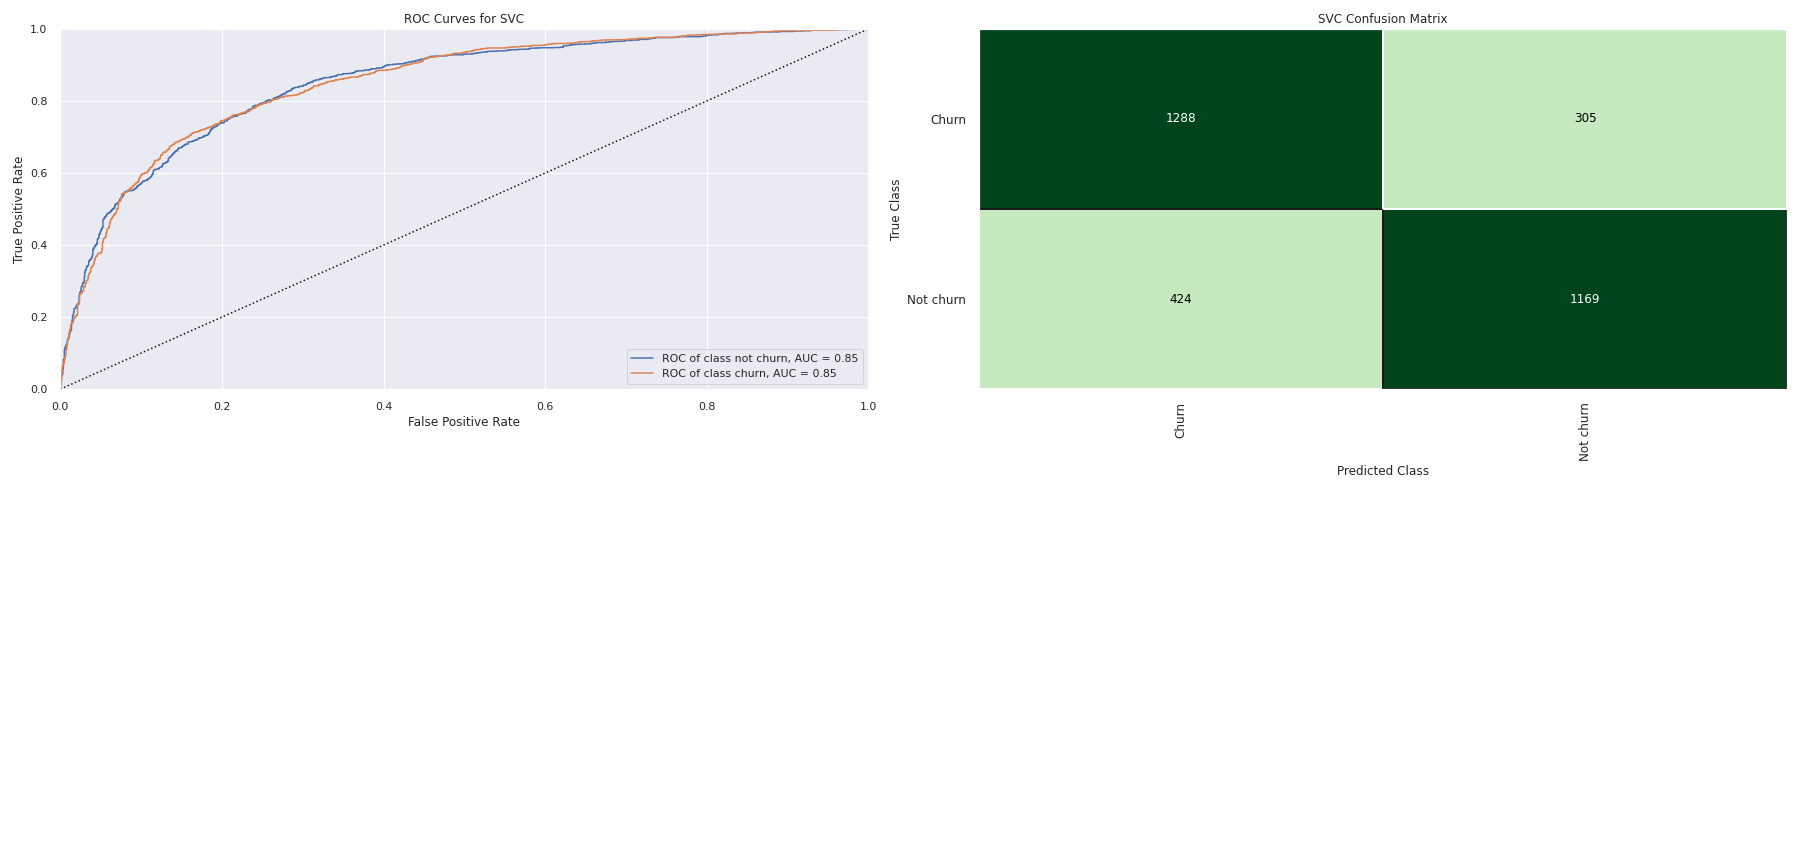 ROC Curves for SVC
True Positive Rate
1.0
0.8
0.6
0.4
0.2
0.0
0.0 0.2 0.4 0.6 0.8 1.0
False Positive Rate
ROC of class not churn, AUC = 0.85
ROC of class churn, AUC = 0.85
SVC Confusion Matrix
True Class
Churn 1288 305
Not churn 424 1169
Churn Not churn
Predicted Class